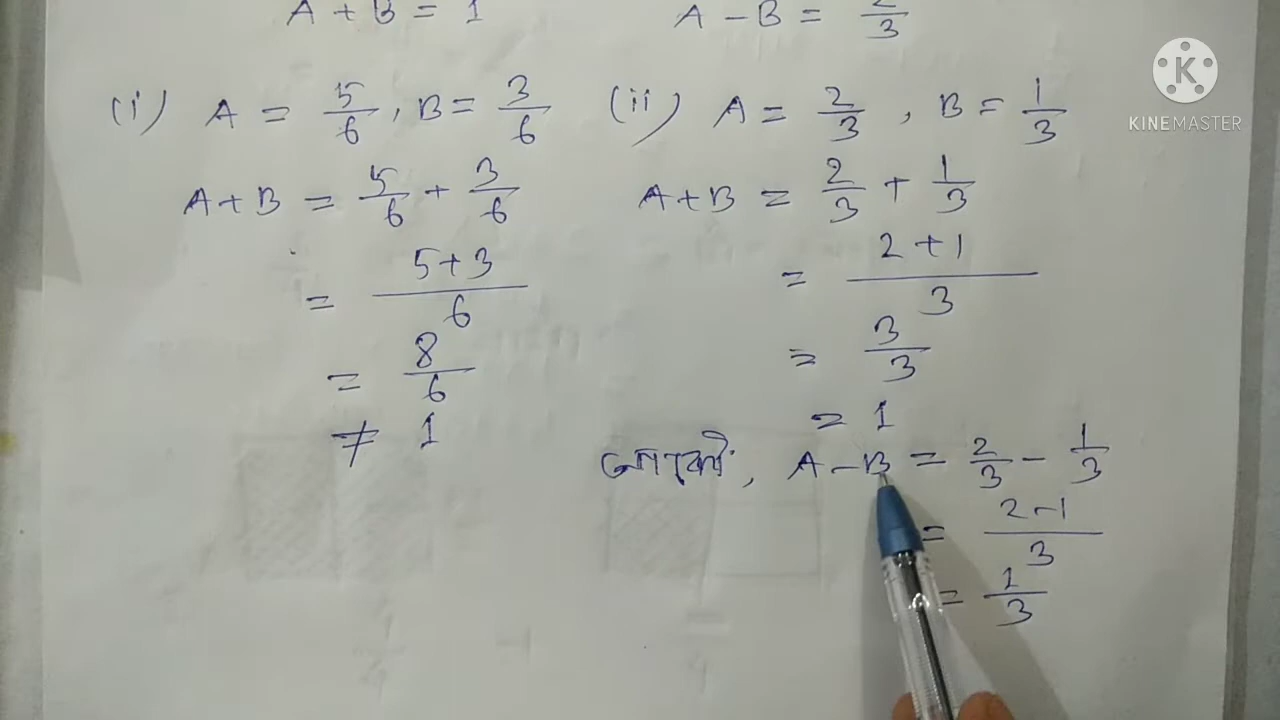 A + B = 1
A - B = 2/3
(i) A = 5/6, B = 3/6
A + B = 5/6 + 3/6
= 5+3/6
= 8/6
≠ 1
(ii) A = 2/3, B = 1/3
A + B = 2/3 + 1/3
= 2+1/3
= 3/3
= 1
A - B = 2/3 - 1/3
= 2-1/3
= 1/3
K
KINEMASTER